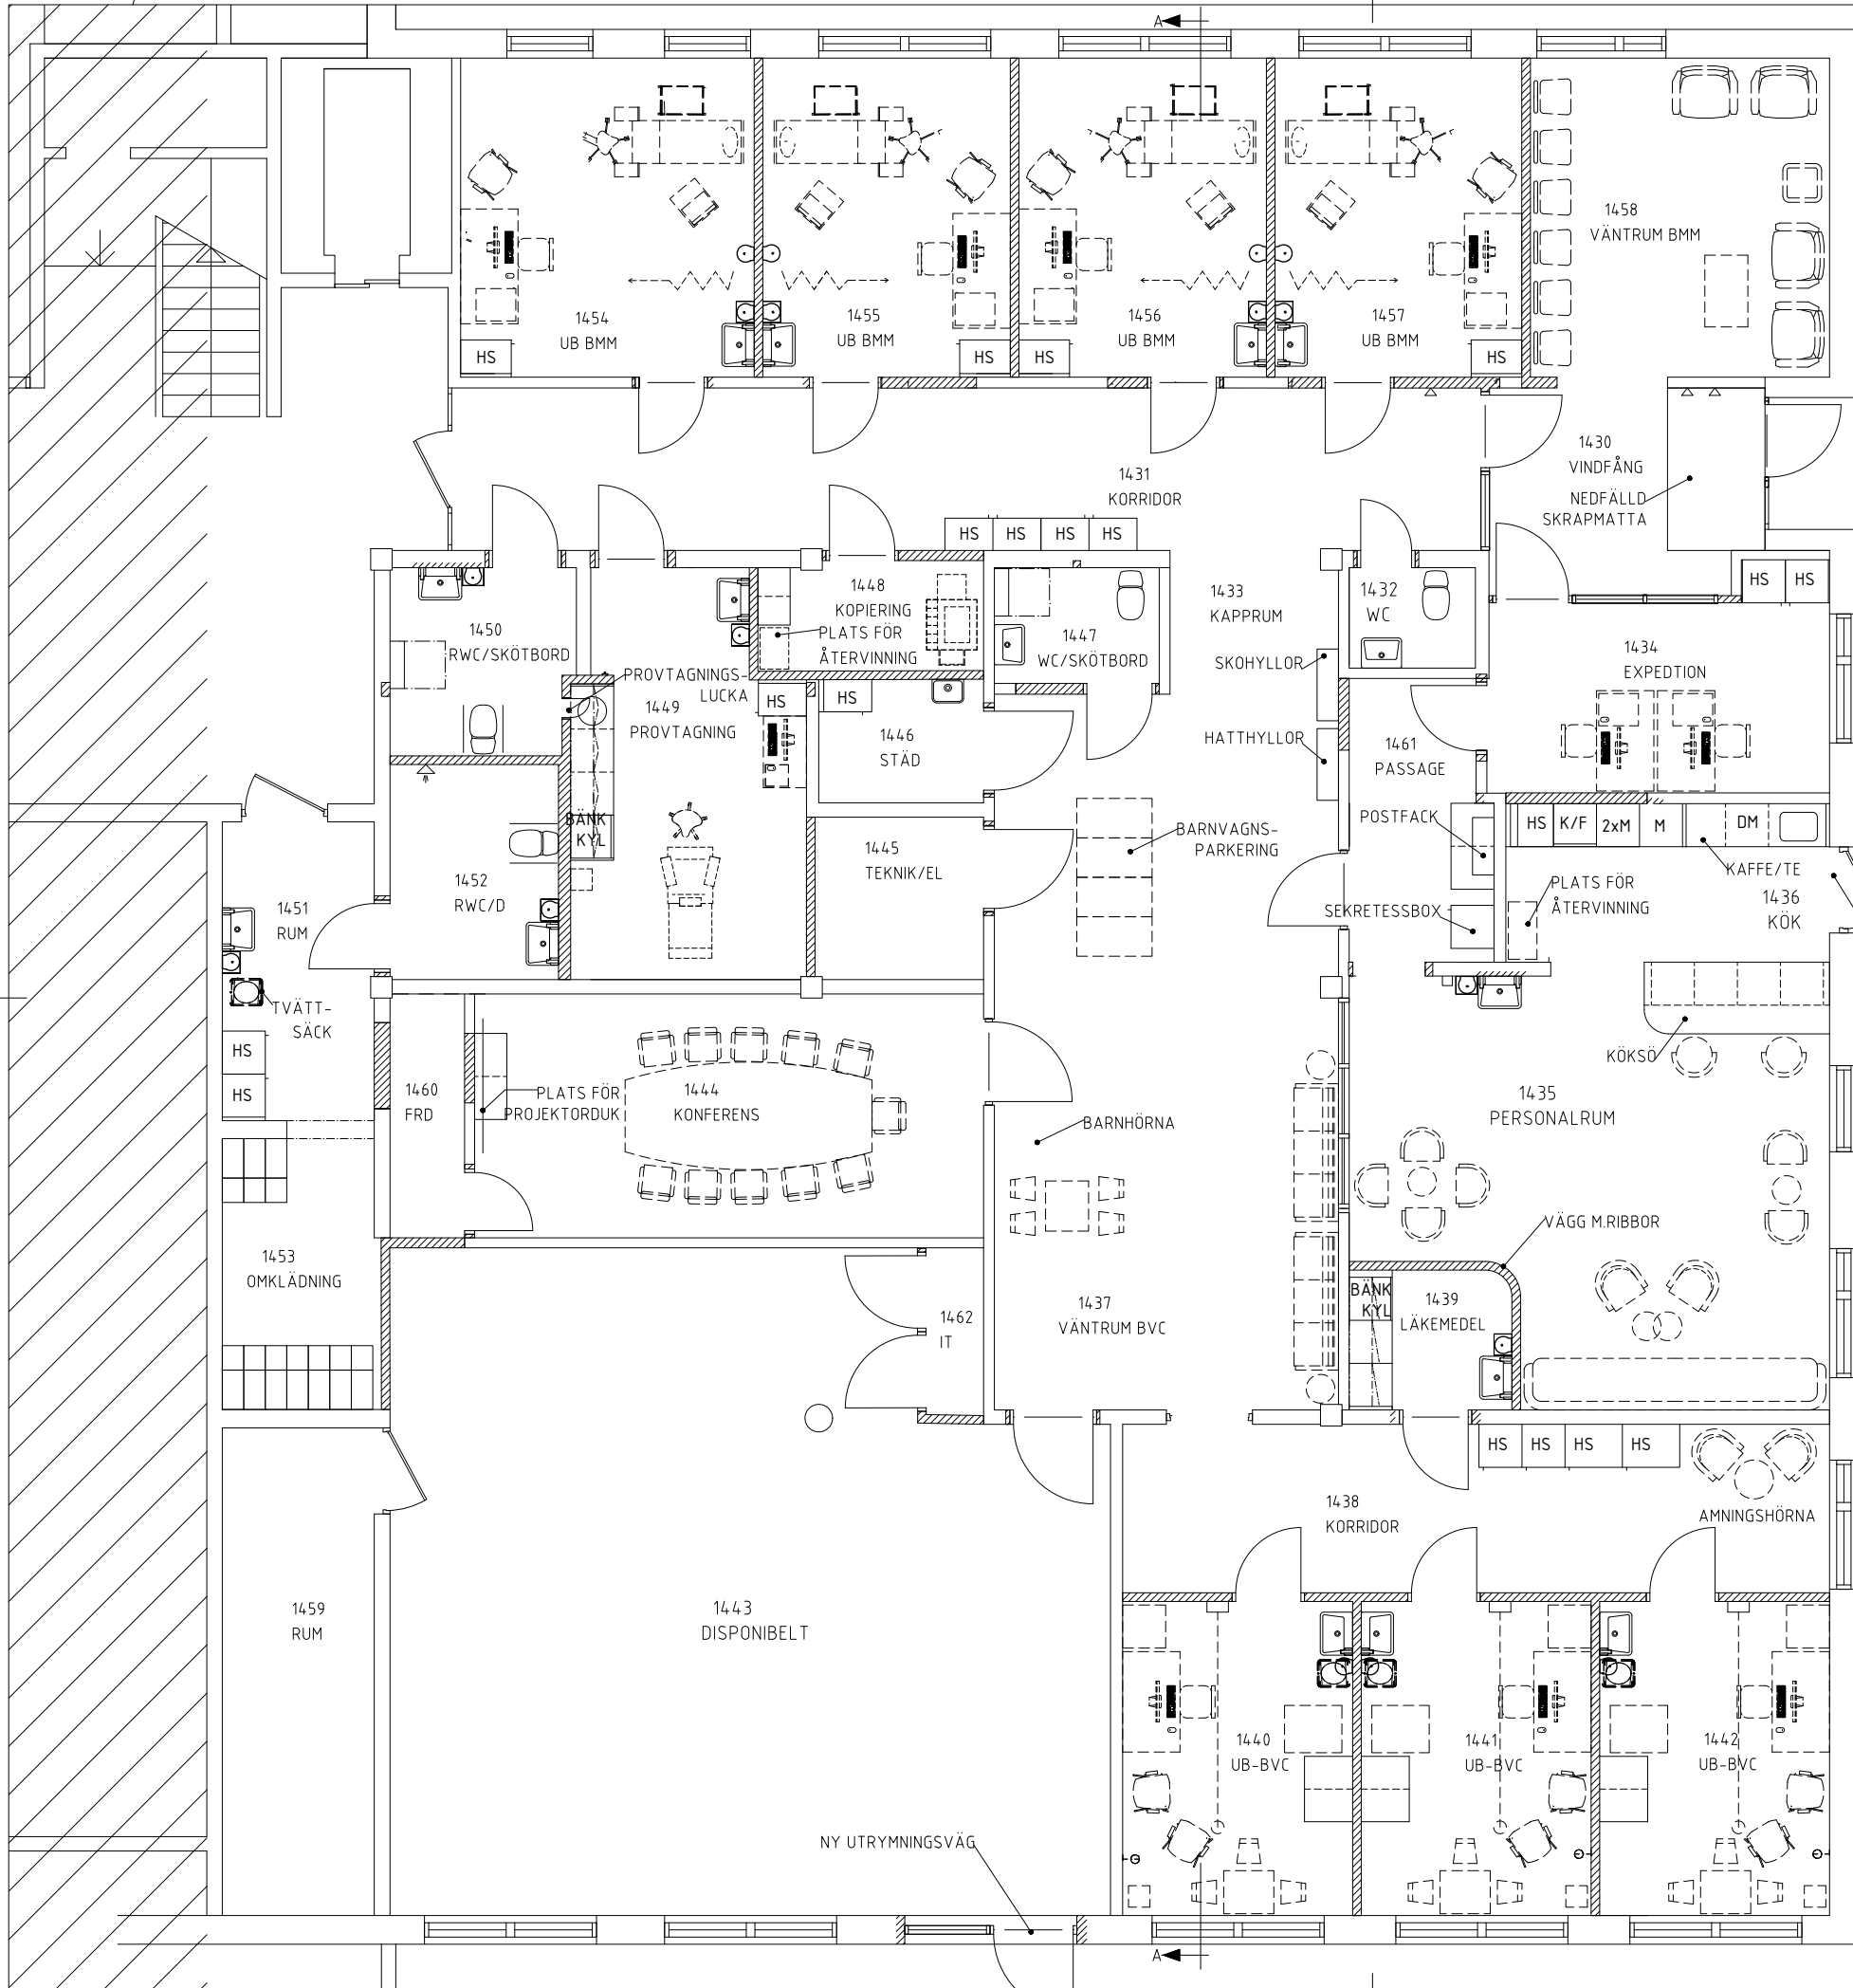 A
1454
UB BMM
HS
1455
UB BMM
HS
1456
UB BMM
HS
1457
UB BMM
HS
1458
VÄNTRUM BMM
1430
VINDFÅNG
NEDFÄLLD
SKRAPMATTA
1431
KORRIDOR
HS HS HS HS
HS HS
1450
RWC/SKÖTBORD
PROVTAGNINGS-
LUCKA
1449
PROVTAGNING
HS
1448
KOPIERING
PLATS FÖR
ÅTERVINNING
HS
1446
STÄD
1447
WC/SKÖTBORD
1433
KAPPRUM
SKOHYLLOR
HATTHYLLOR
1432
WC
1434
EXPEDTION
1461
PASSAGE
POSTFACK
SEKRETESSBOX
HS K/F 2xM M DM
KAFFE/TE
PLATS FÖR
ÅTERVINNING
1436
KÖK
KÖKSÖ
BÄNK
KYL
1445
TEKNIK/EL
BARNVAGNS-
PARKERING
1452
RWC/D
1451
RUM
TVÄTT-
SÄCK
HS
HS
1460
FRD
PLATS FÖR
PROJEKTORDUK
1444
KONFERENS
BARNHÖRNA
1435
PERSONALRUM
VÄGG M.RIBBOR
1453
OMKLÄDNING
1462
IT
1437
VÄNTRUM BVC
BÄNK
KYL
1439
LÄKEMEDEL
HS HS HS HS
1438
KORRIDOR
AMNINGSHÖRNA
1459
RUM
1443
DISPONIBELT
1440
UB-BVC
1441
UB-BVC
1442
UB-BVC
NY UTRYMNINGSVÄG
A